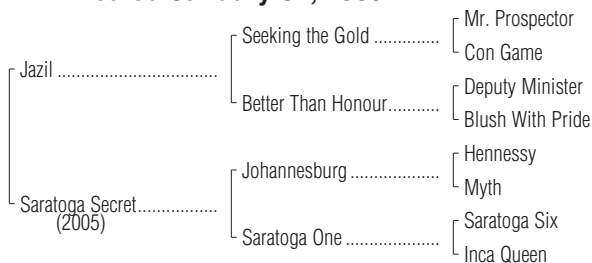 Seeking the Gold ............. Mr. Prospector
Con Game
Jazil ................................
Better Than Honour........... Deputy Minister
Blush With Pride
Johannesburg .................. Hennessy
Myth
Saratoga Secret................
(2005)
Saratoga One ................... Saratoga Six
Inca Queen